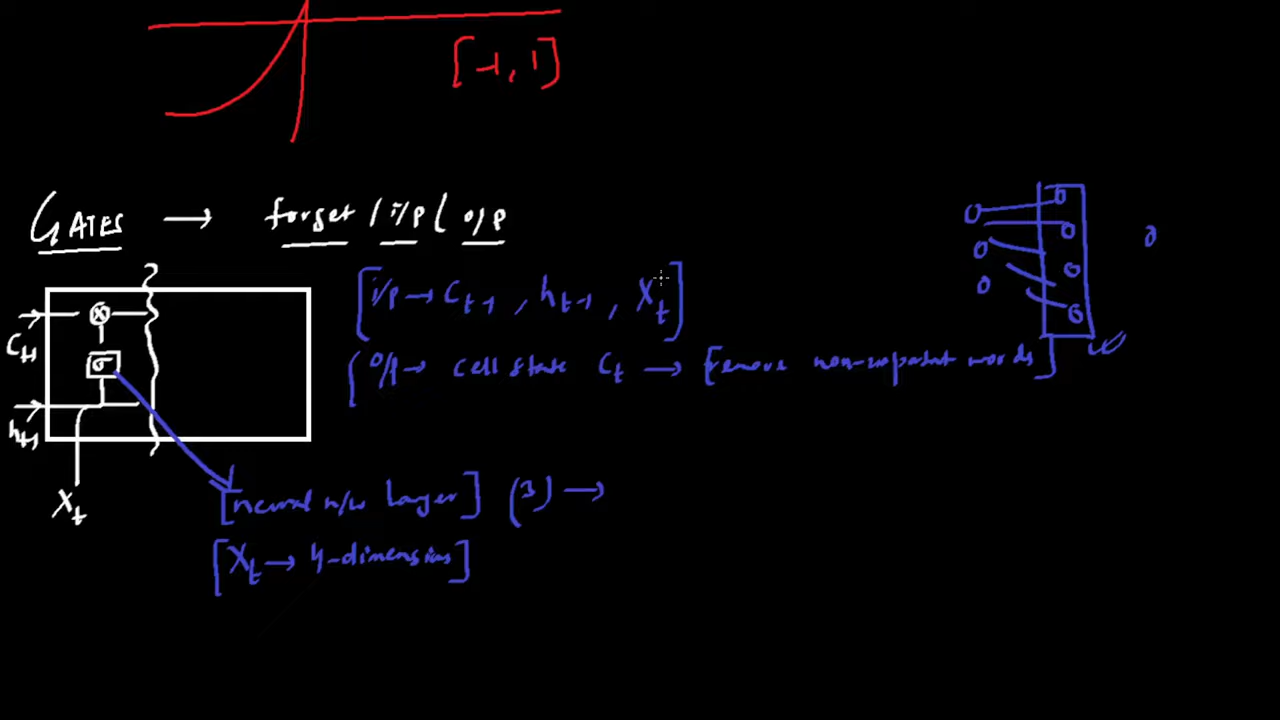 [-1, 1]
GATES → forget / i/p ( o/p
[i/p → Ct-1 , ht-1 , Xt]
Ct-1
σ
[o/p → cell state Ct → [remove non-important words]
ht-1
Xt
[neural n/w Layer] (3) →
[Xt → 4-dimensions]